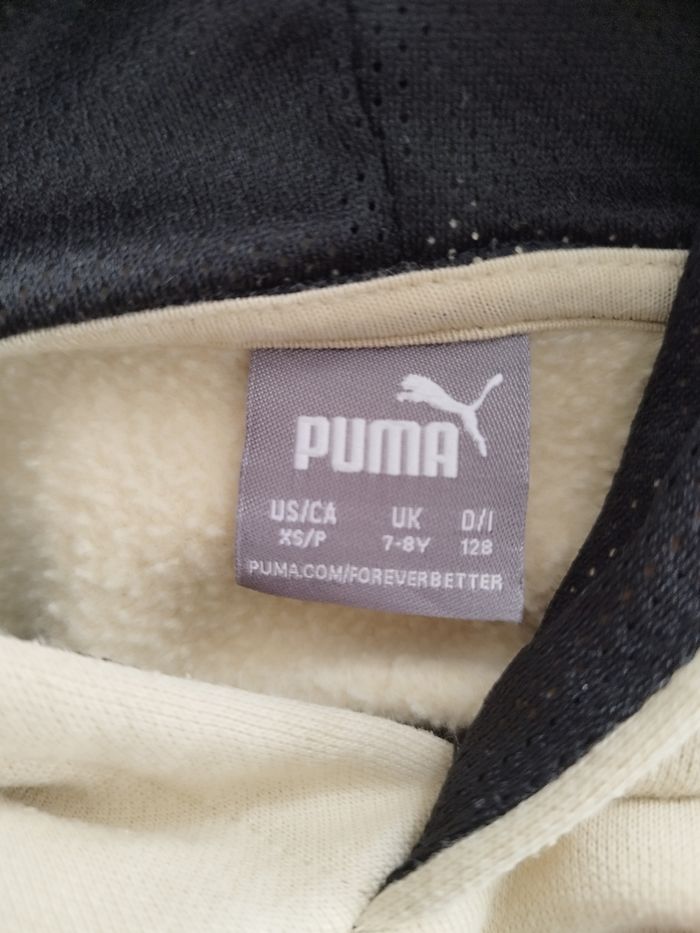 PUMA
US/CA UK D/I
XS/P 7-8Y 128
PUMA.COM/FOREVERBETTER